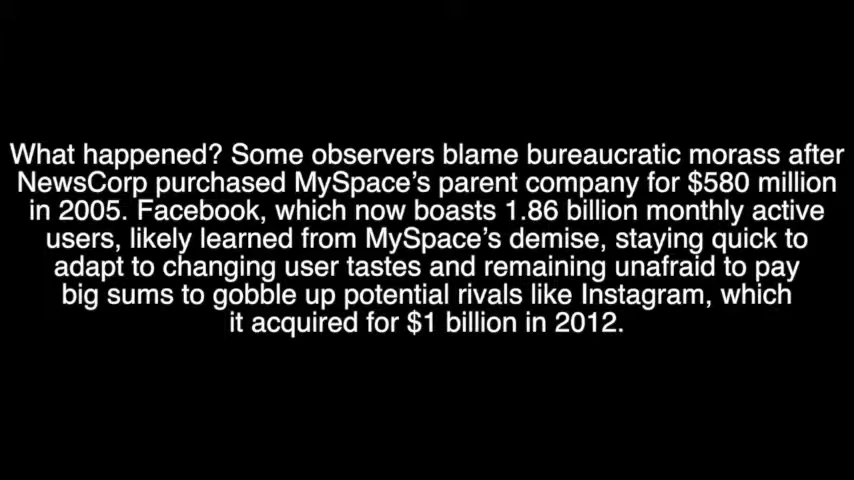 What happened? Some observers blame bureaucratic morass after
NewsCorp purchased MySpace’s parent company for $580 million
in 2005. Facebook, which now boasts 1.86 billion monthly active
users, likely learned from MySpace’s demise, staying quick to
adapt to changing user tastes and remaining unafraid to pay
big sums to gobble up potential rivals like Instagram, which
it acquired for $1 billion in 2012.